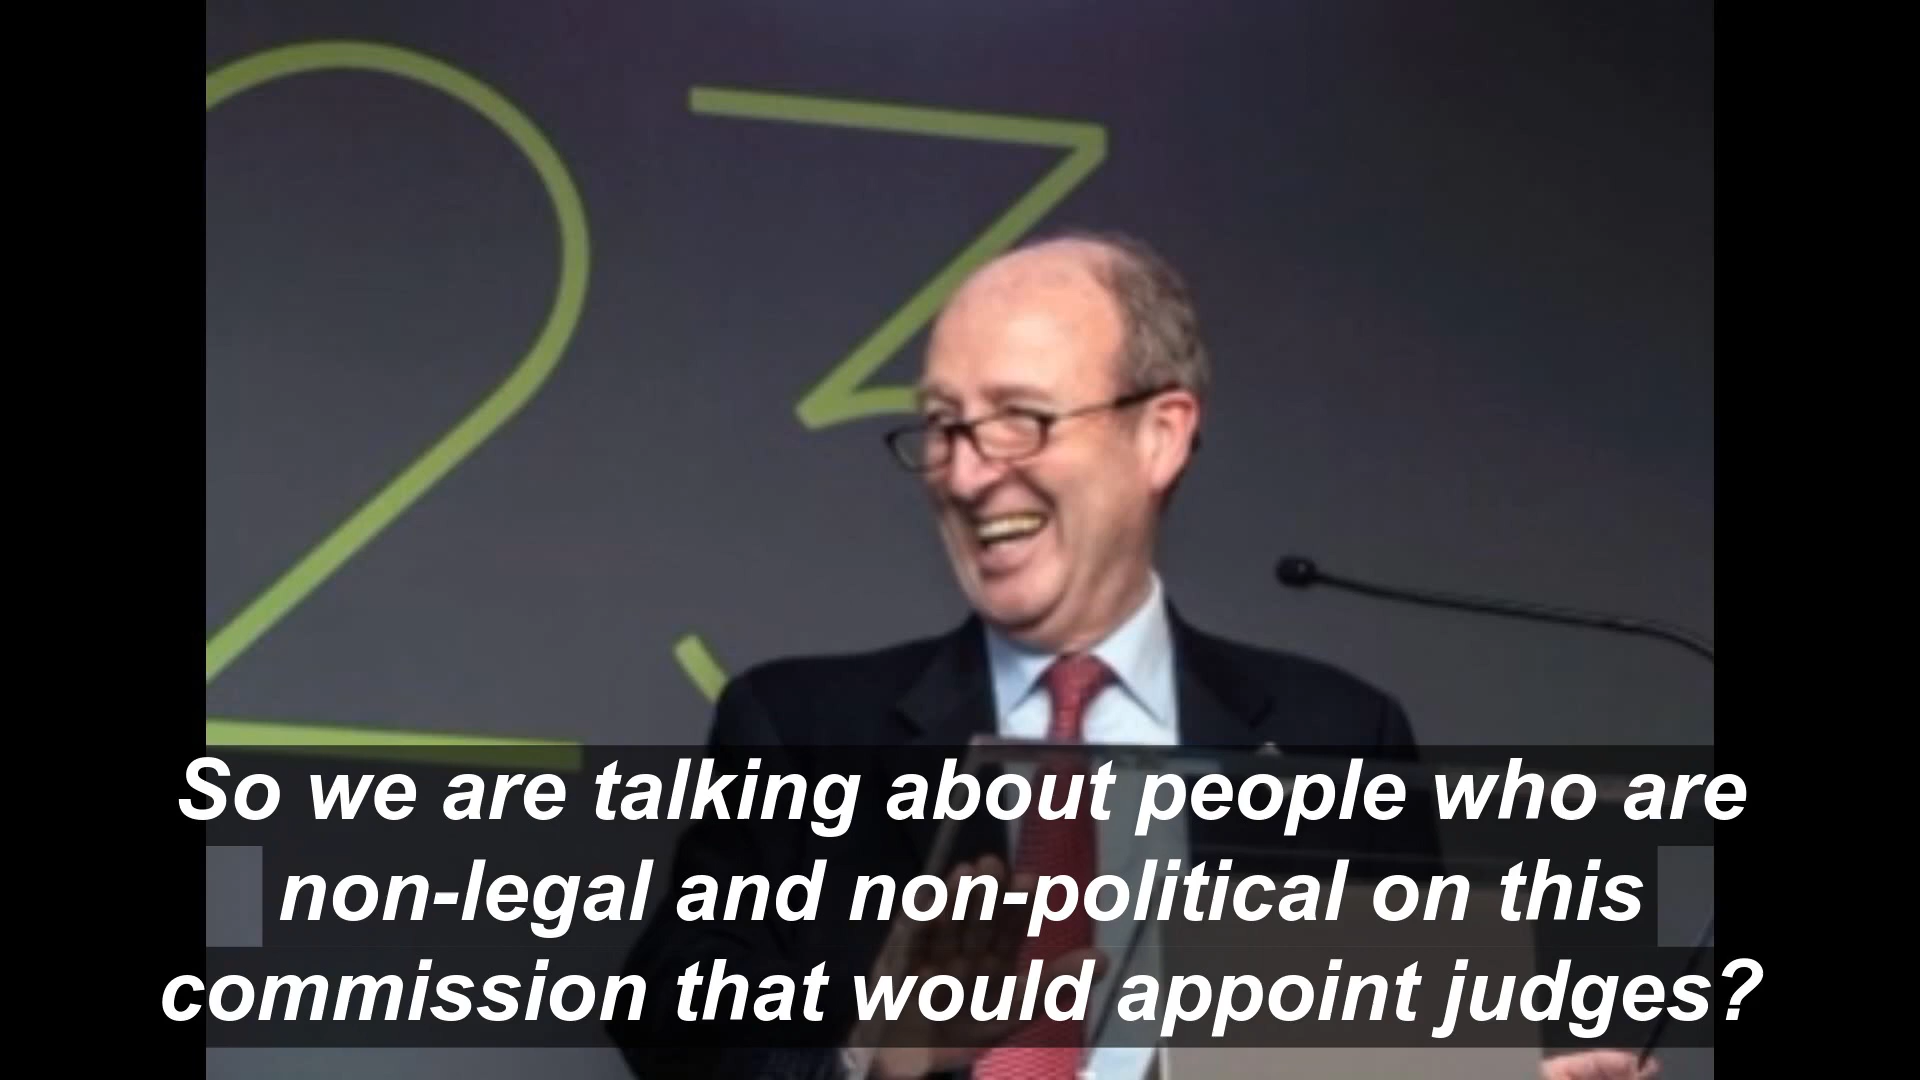 23
So we are talking about people who are
non-legal and non-political on this
commission that would appoint judges?